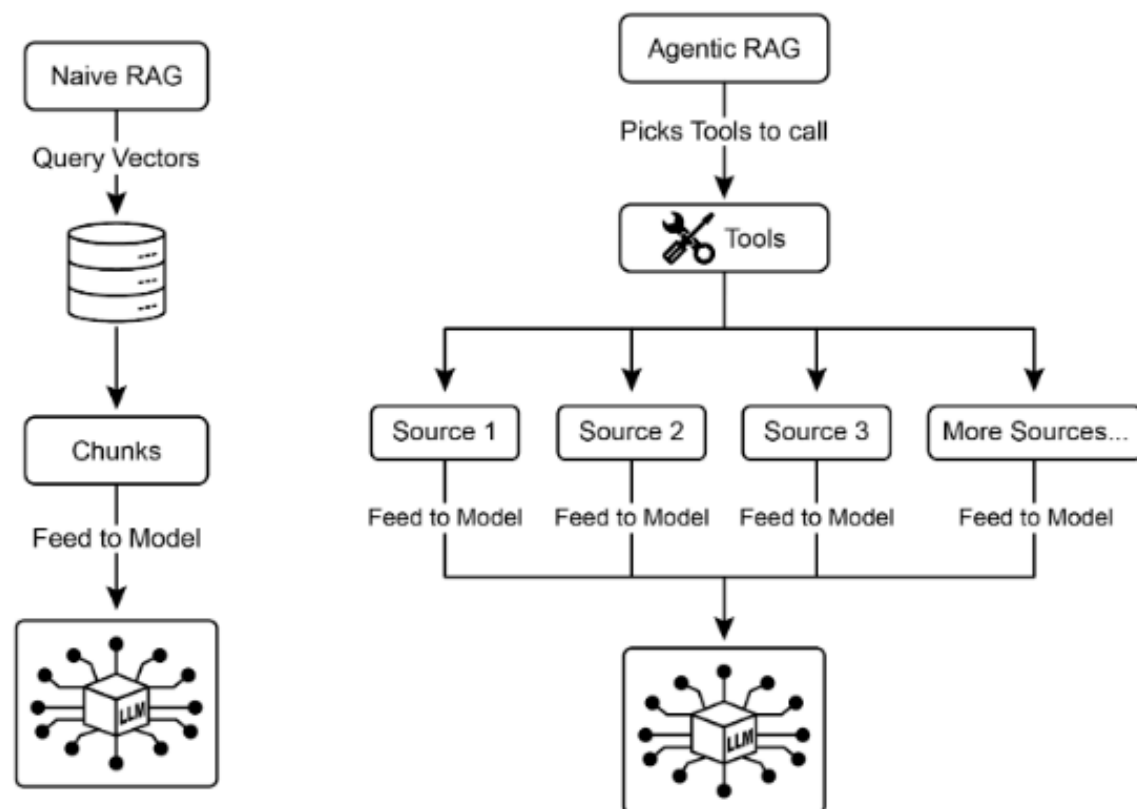 Naive RAG
Query Vectors
Chunks
Feed to Model
LLM
Agentic RAG
Picks Tools to call
Tools
Source 1
Source 2
Source 3
More Sources...
Feed to Model
Feed to Model
Feed to Model
Feed to Model
LLM